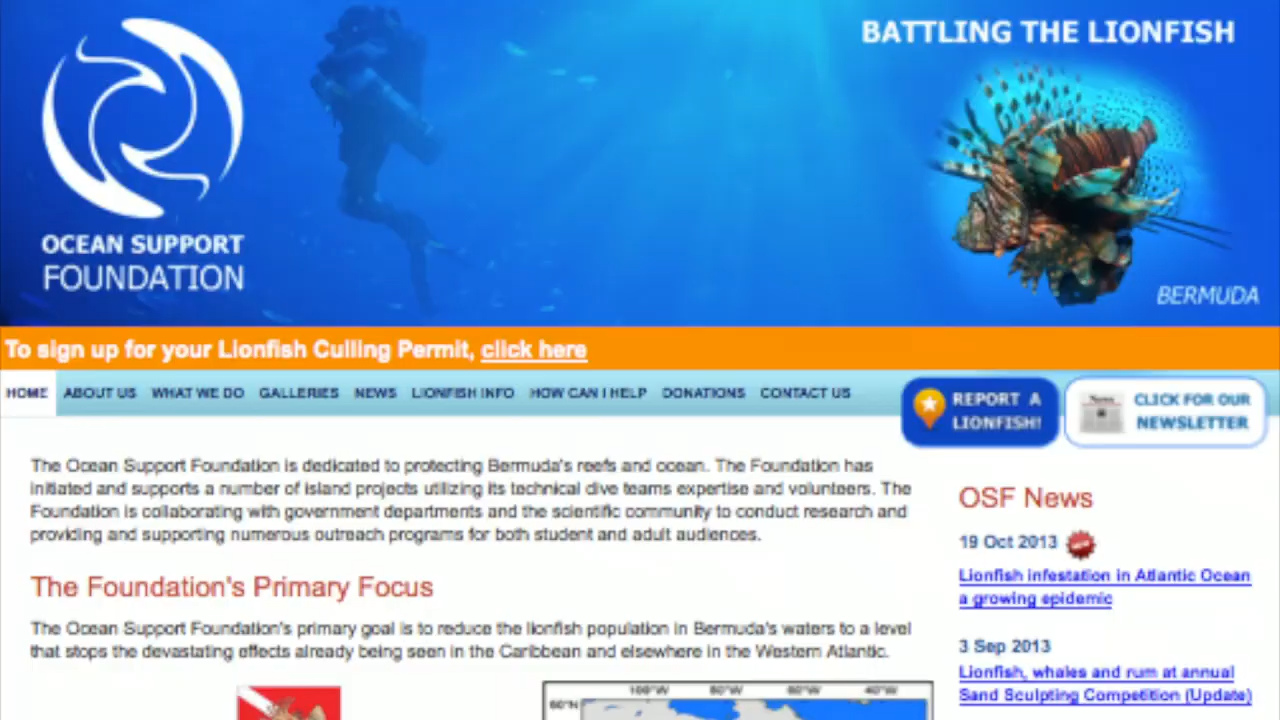 BATTLING THE LIONFISH
OCEAN SUPPORT
FOUNDATION
BERMUDA
To sign up for your Lionfish Culling Permit, click here
HOME ABOUT US WHAT WE DO GALLERIES NEWS LIONFISH INFO HOW CAN I HELP DONATIONS CONTACT US
REPORT A
LIONFISH!
News
CLICK FOR OUR
NEWSLETTER
The Ocean Support Foundation is dedicated to protecting Bermuda's reefs and ocean. The Foundation has
initiated and supports a number of island projects utilizing its technical dive teams expertise and volunteers. The
Foundation is collaborating with government departments and the scientific community to conduct research and
providing and supporting numerous outreach programs for both student and adult audiences.
The Foundation's Primary Focus
The Ocean Support Foundation's primary goal is to reduce the lionfish population in Bermuda's waters to a level
that stops the devastating effects already being seen in the Caribbean and elsewhere in the Western Atlantic.
100°W 80°W 60°W 40°W
60°N
OSF News
19 Oct 2013
Lionfish infestation in Atlantic Ocean
a growing epidemic
3 Sep 2013
Lionfish, whales and rum at annual
Sand Sculpting Competition (Update)